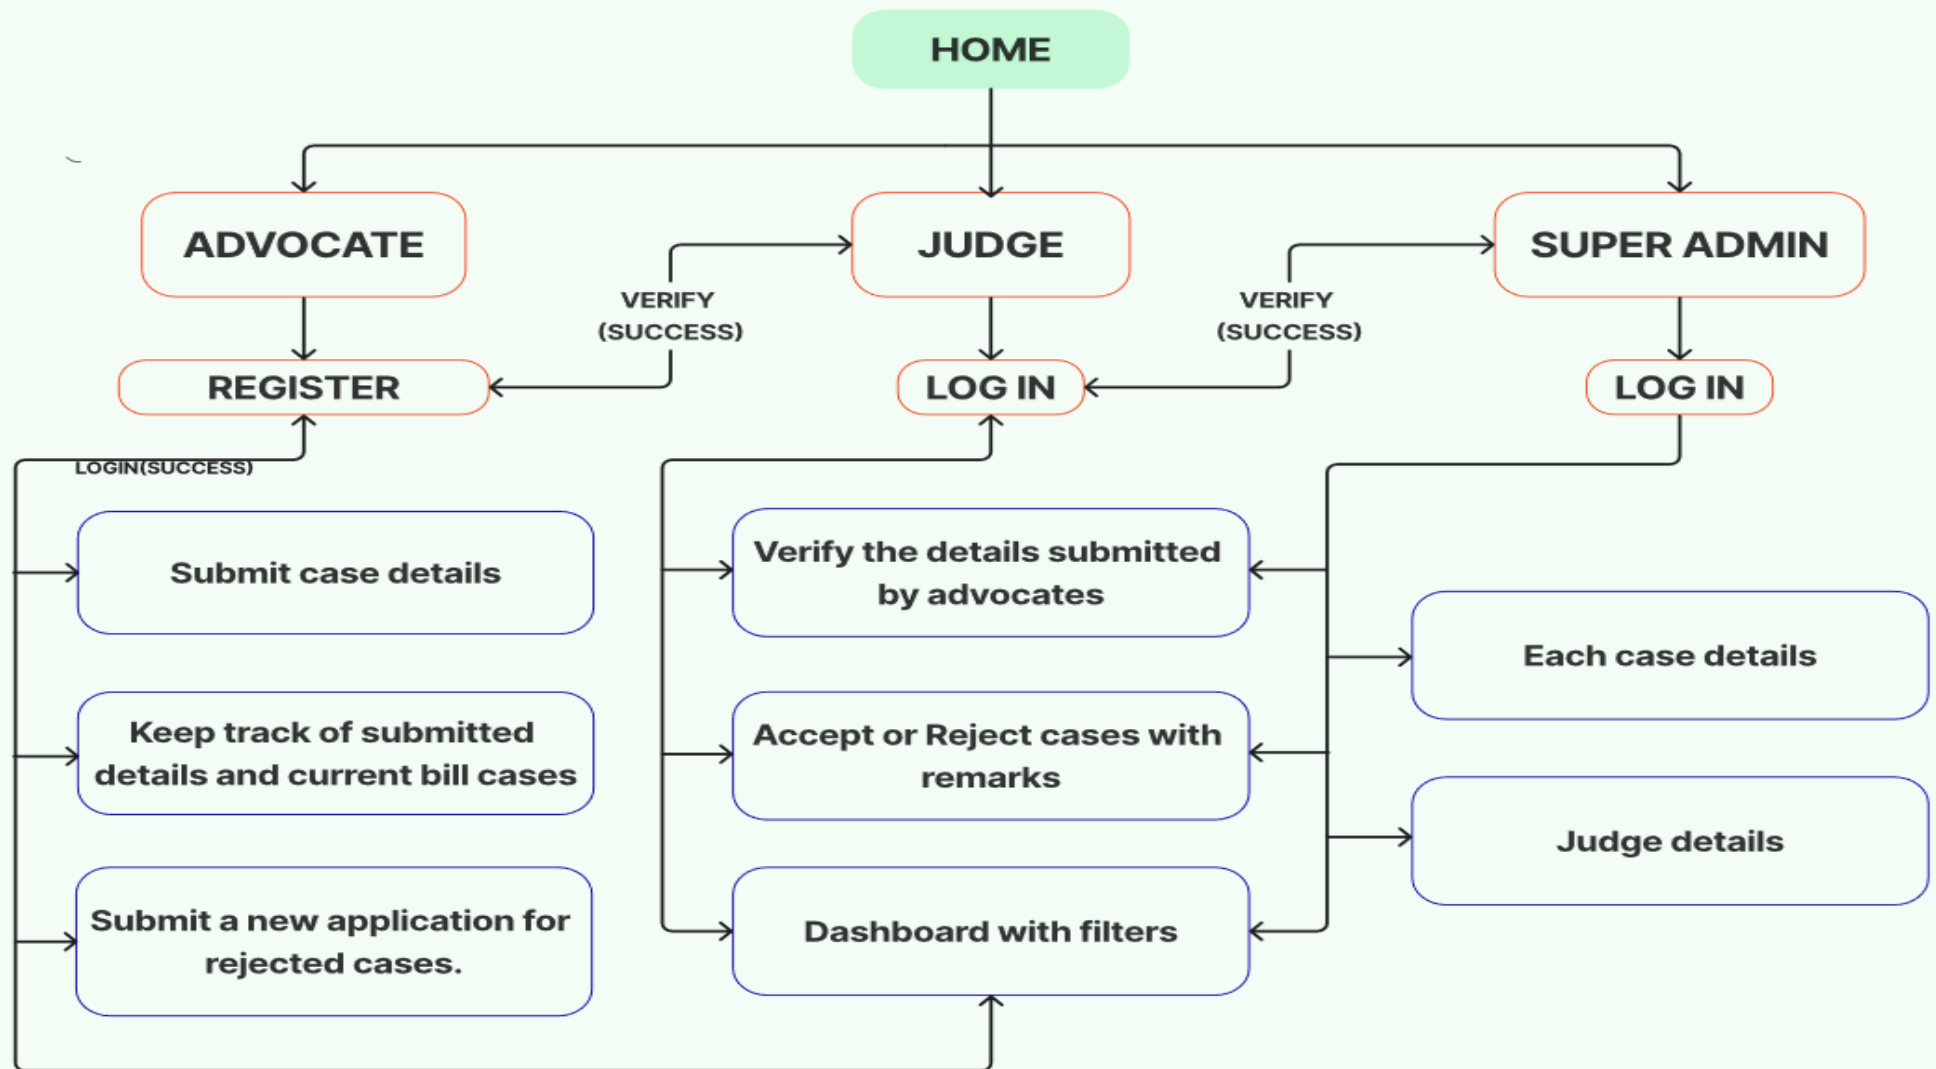 HOME
ADVOCATE
JUDGE
SUPER ADMIN
VERIFY
(SUCCESS)
VERIFY
(SUCCESS)
REGISTER
LOG IN
LOG IN
LOGIN(SUCCESS)
Submit case details
Verify the details submitted
by advocates
Each case details
Keep track of submitted
details and current bill cases
Accept or Reject cases with
remarks
Judge details
Submit a new application for
rejected cases.
Dashboard with filters